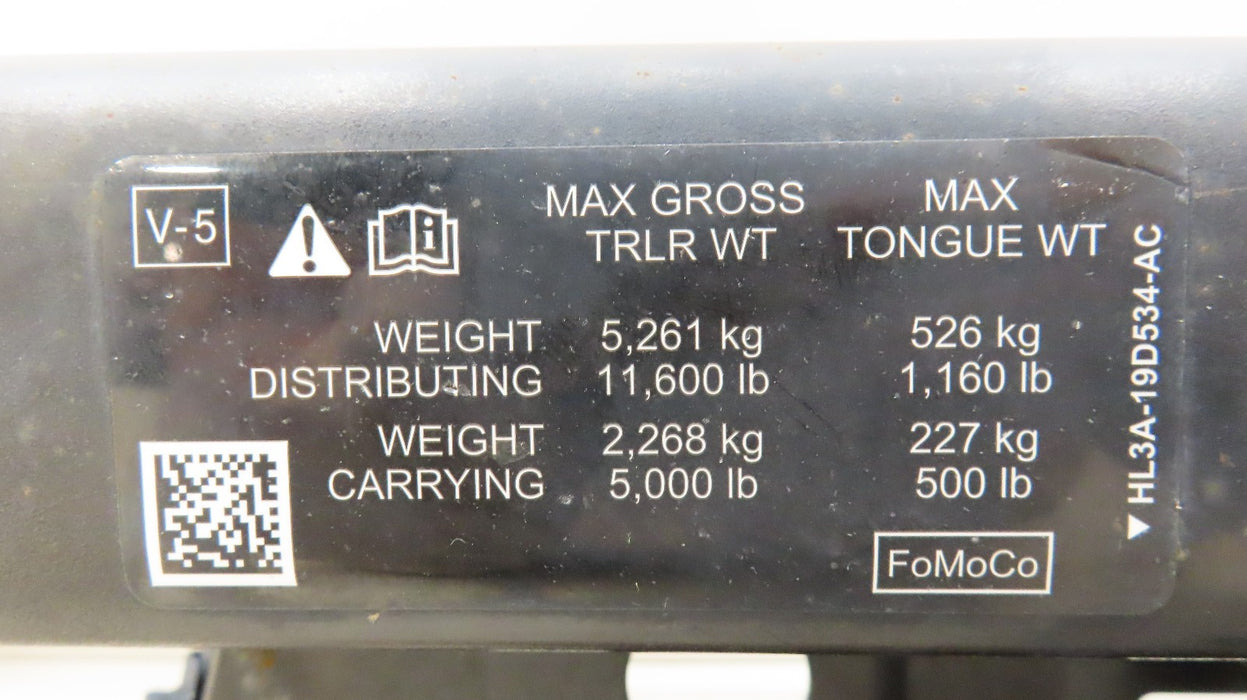 V-5
MAX GROSS
TRLR WT
MAX
TONGUE WT
WEIGHT
DISTRIBUTING
5,261 kg
11,600 lb
526 kg
1,160 lb
WEIGHT
CARRYING
2,268 kg
5,000 lb
227 kg
500 lb
FoMoCo
HL3A-19D534-AC